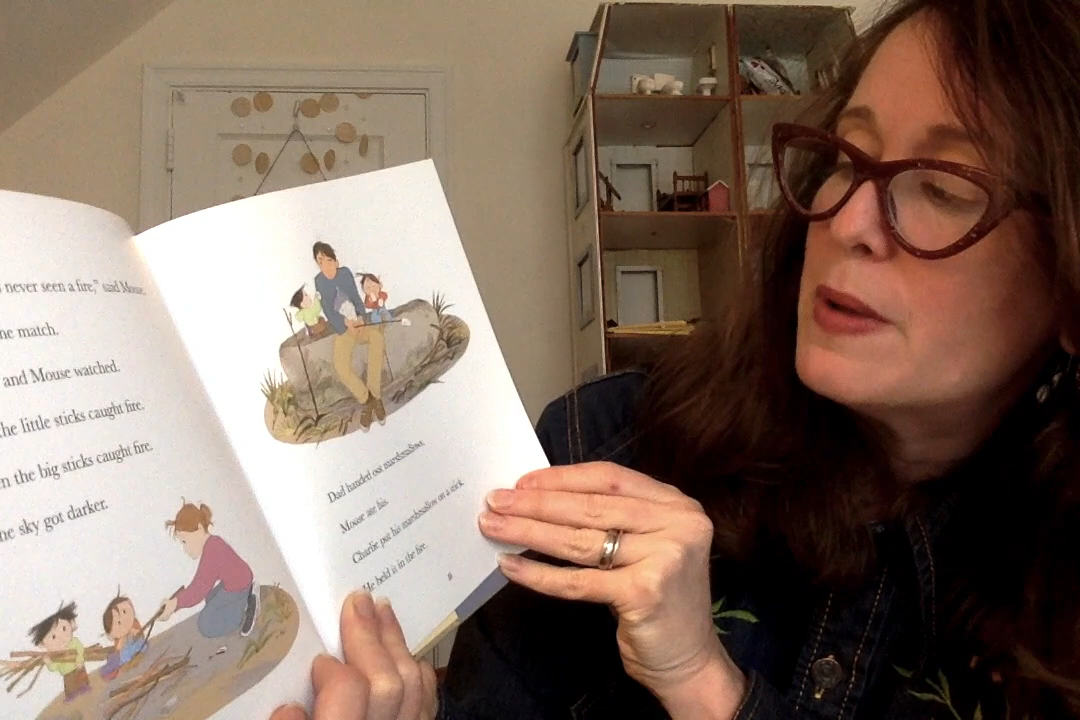 never seen a fire," said Mouse.
match.
and Mouse watched.
the little sticks caught fire.
the big sticks caught fire.
sky got darker.
Dad handed out marshmallows.
Mouse ate his.
Charlie put his marshmallow on a stick
He held it in the fire.